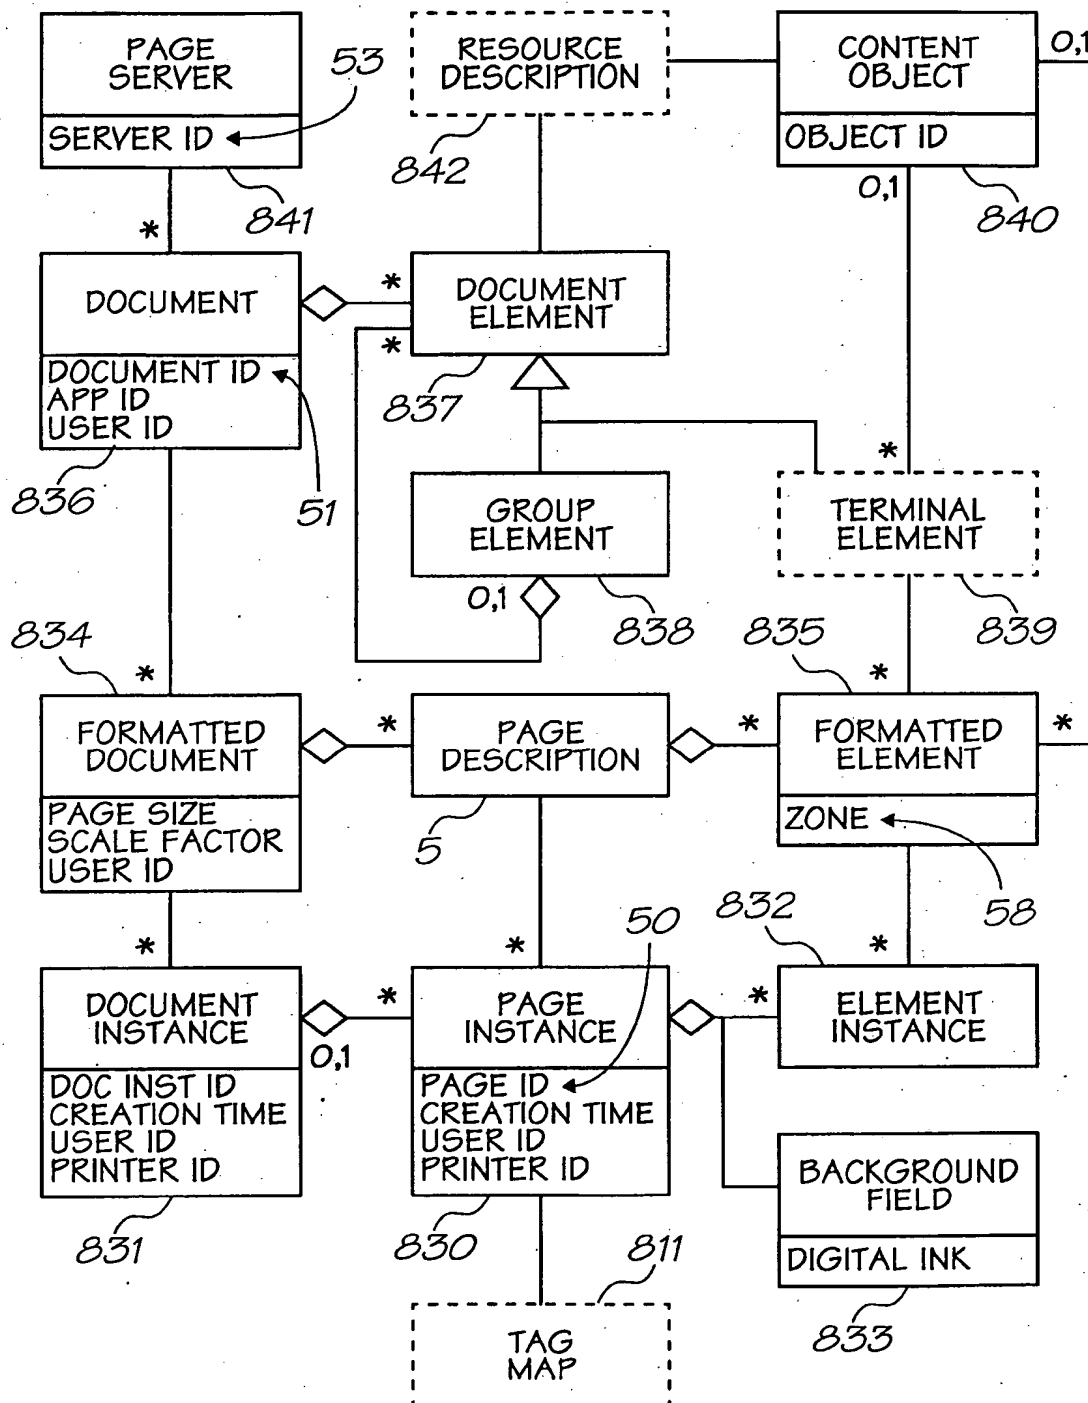 PAGE
SERVER
SERVER ID
53
841
*
RESOURCE
DESCRIPTION
842
CONTENT
OBJECT
OBJECT ID
0,1
0,1
840
DOCUMENT
DOCUMENT ID
APP ID
USER ID
836
51
*
*
DOCUMENT
ELEMENT
837
GROUP
ELEMENT
0,1
838
*
TERMINAL
ELEMENT
839
834
*
FORMATTED
DOCUMENT
PAGE SIZE
SCALE FACTOR
USER ID
*
PAGE
DESCRIPTION
5
835
*
*
FORMATTED
ELEMENT
*
ZONE
58
*
DOCUMENT
INSTANCE
DOC INST ID
CREATION TIME
USER ID
PRINTER ID
831
0,1
*
50
*
PAGE
INSTANCE
PAGE ID
CREATION TIME
USER ID
PRINTER ID
830
832
*
*
ELEMENT
INSTANCE
BACKGROUND
FIELD
DIGITAL INK
833
811
TAG
MAP